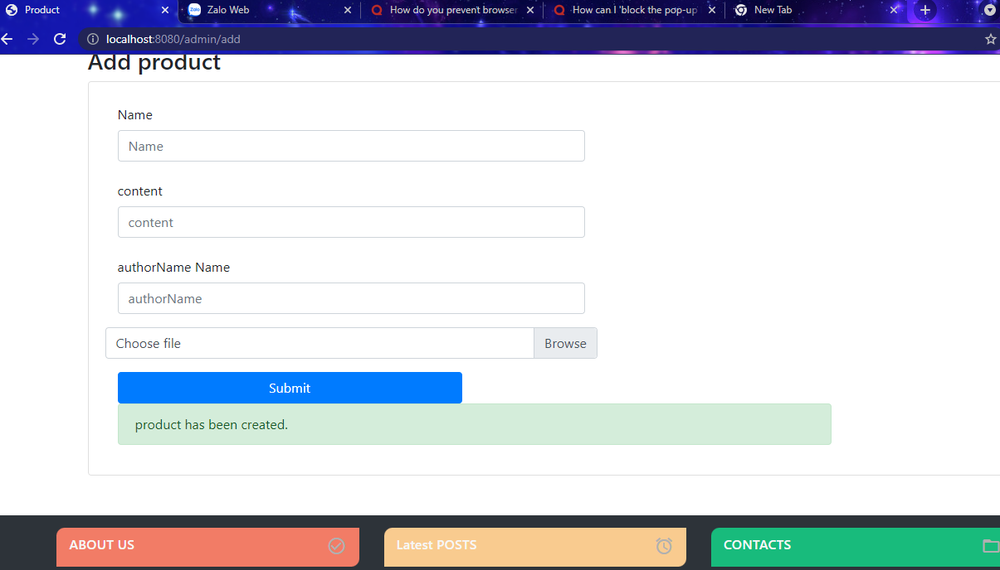 Product
Zalo Web
How do you prevent browser
How can I 'block the pop-up
New Tab
localhost:8080/admin/add
Add product
Name
Name
content
content
authorName Name
authorName
Choose file
Browse
Submit
product has been created.
ABOUT US
Latest POSTS
CONTACTS